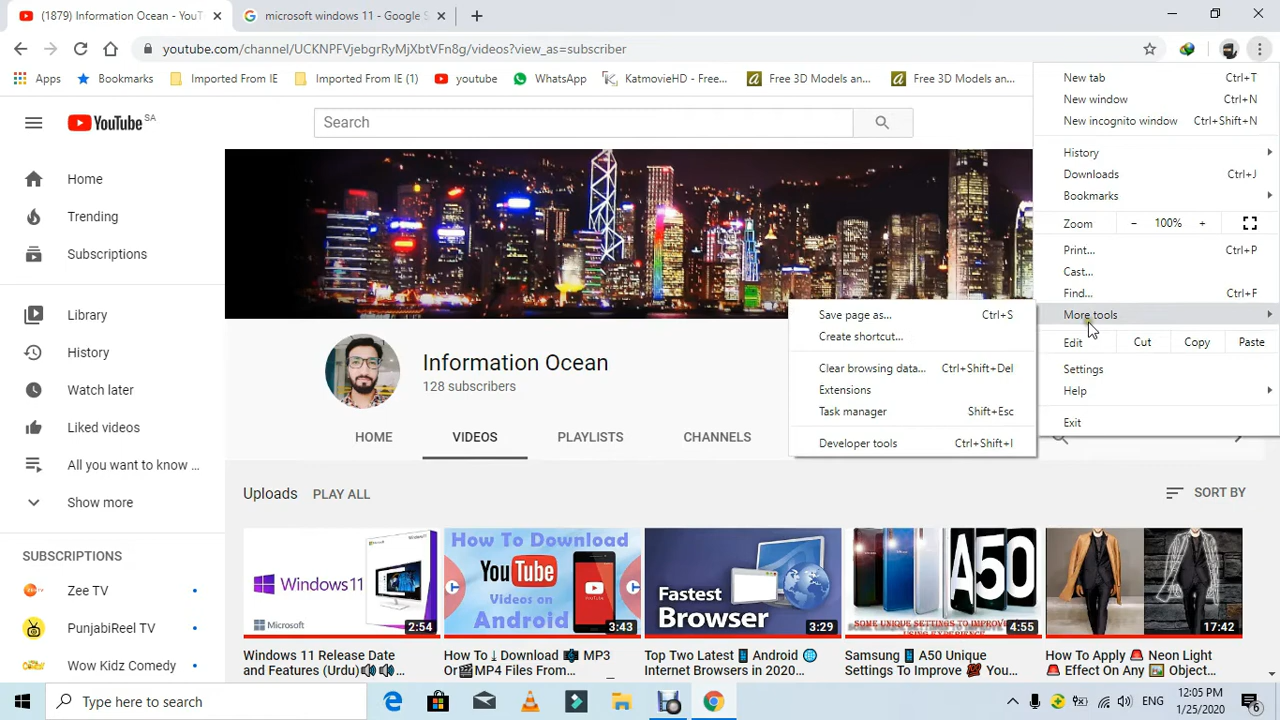 (1879) Information Ocean - YouT
microsoft windows 11 - Google S
youtube.com/channel/UCKNPFVjebgrRyMjXbtVFn8g/videos?view_as=subscriber
Apps
Bookmarks
Imported From IE
Imported From IE (1)
youtube
WhatsApp
KatmovieHD - Free...
Free 3D Models an...
Free 3D Models an...
New tab Ctrl+T
New window Ctrl+N
New incognito window Ctrl+Shift+N
History
Downloads Ctrl+J
Bookmarks
Zoom - 100% +
Print... Ctrl+P
Cast...
Find... Ctrl+F
More tools
Edit Cut Copy Paste
Settings
Help
Exit
Save page as... Ctrl+S
Create shortcut...
Clear browsing data... Ctrl+Shift+Del
Extensions
Task manager Shift+Esc
Developer tools Ctrl+Shift+I
YouTube SA
Search
Home
Trending
Subscriptions
Library
History
Watch later
Liked videos
All you want to know ...
Show more
SUBSCRIPTIONS
Zee TV
PunjabiReel TV
Wow Kidz Comedy
Information Ocean
128 subscribers
HOME
VIDEOS
PLAYLISTS
CHANNELS
Uploads
PLAY ALL
SORT BY
Windows11
Microsoft
2:54
Windows 11 Release Date
and Features (Urdu)
How To Download
YouTube
Videos on
Android
3:43
How To Download MP3
Or MP4 Files From...
Fastest
Browser
3:29
Top Two Latest Android
Internet Browsers in 2020
A50
SOME UNIQUE SETTINGS TO IMPROVE
4:55
Samsung A50 Unique
Settings To Improve 💯 You...
17:42
How To Apply Neon Light
Effect On Any Object...
Type here to search
ENG
12:05 PM
1/25/2020
6